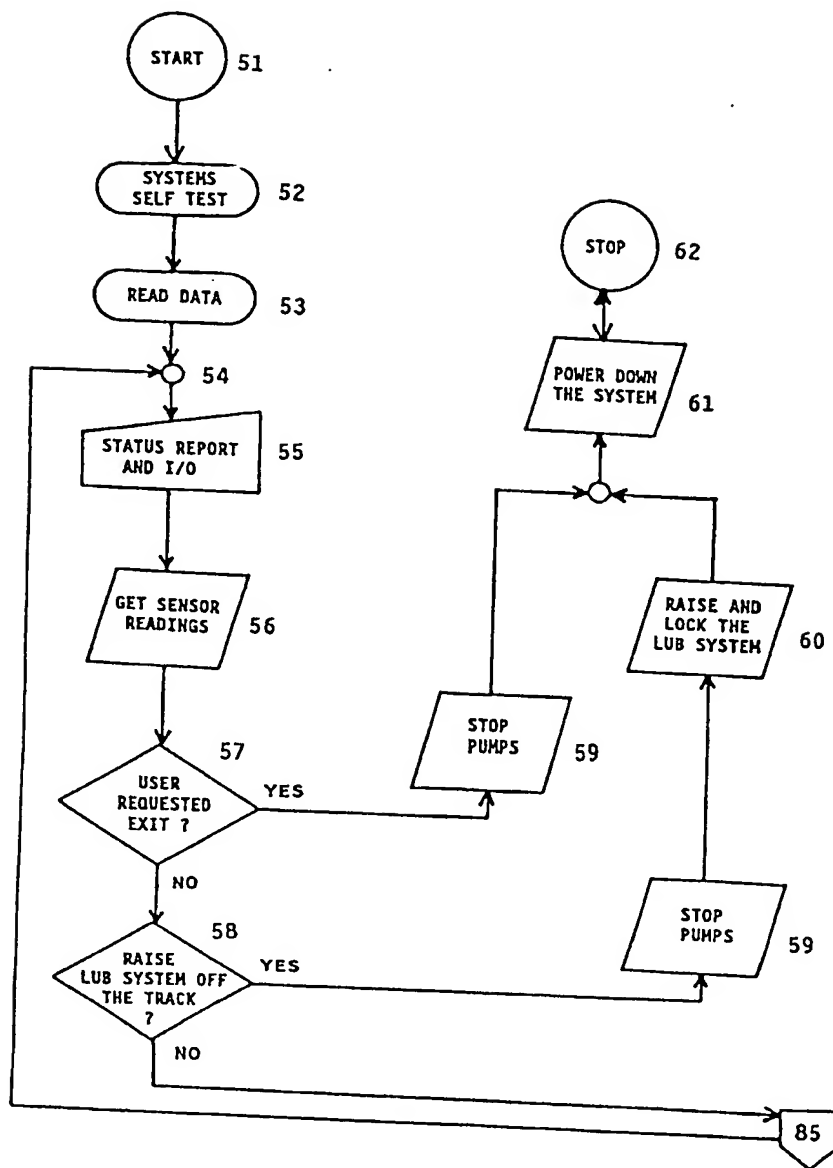 START
51
SYSTEMS
SELF TEST
52
READ DATA
53
54
STATUS REPORT
AND I/O
55
GET SENSOR
READINGS
56
57
USER
REQUESTED
EXIT ?
YES
NO
58
RAISE
LUB SYSTEM OFF
THE TRACK
?
YES
NO
STOP
PUMPS
59
STOP
PUMPS
59
RAISE AND
LOCK THE
LUB SYSTEM
60
POWER DOWN
THE SYSTEM
61
STOP
62
85